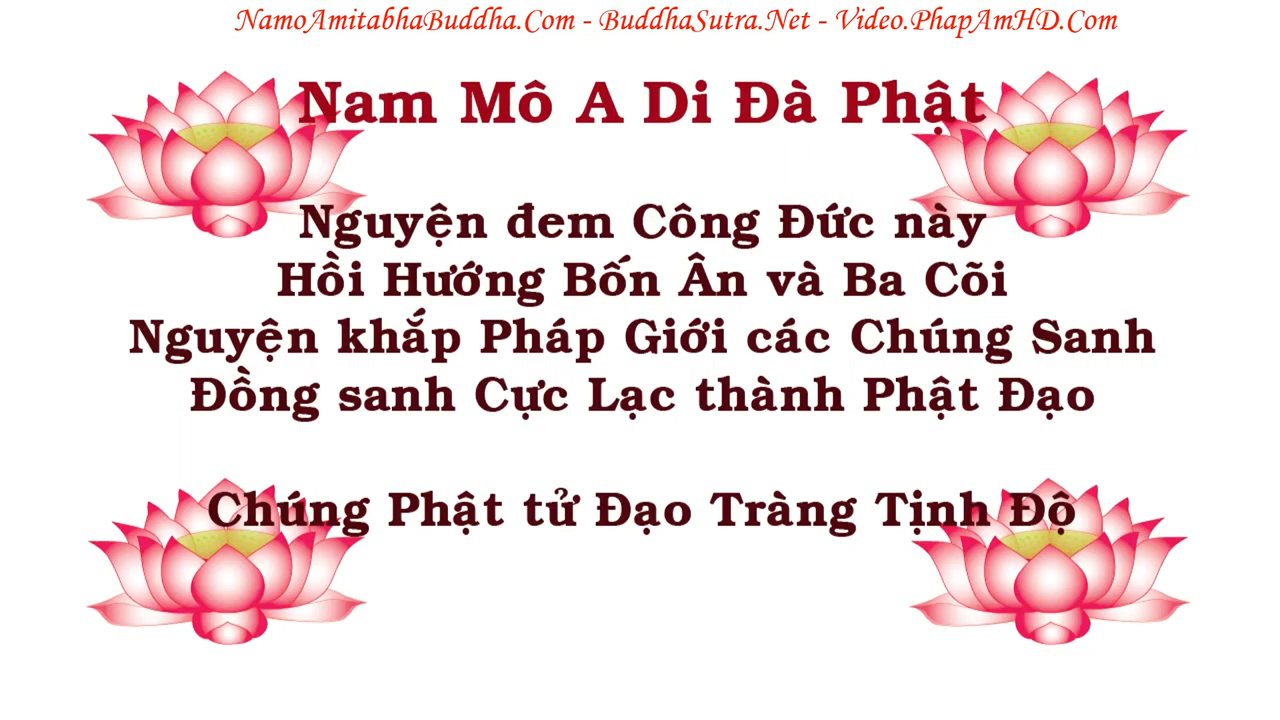 NamoAmitabhaBuddha.Com - BuddhaSutra.Net - Video.PhapAmHD.Com
Nam Mô A Di Đà Phật
Nguyện đem Công Đức này
Hồi Hướng Bốn Ân và Ba Cõi
Nguyện khắp Pháp Giới các Chúng Sanh
Đồng sanh Cực Lạc thành Phật Đạo
Chúng Phật tử Đạo Tràng Tịnh Độ